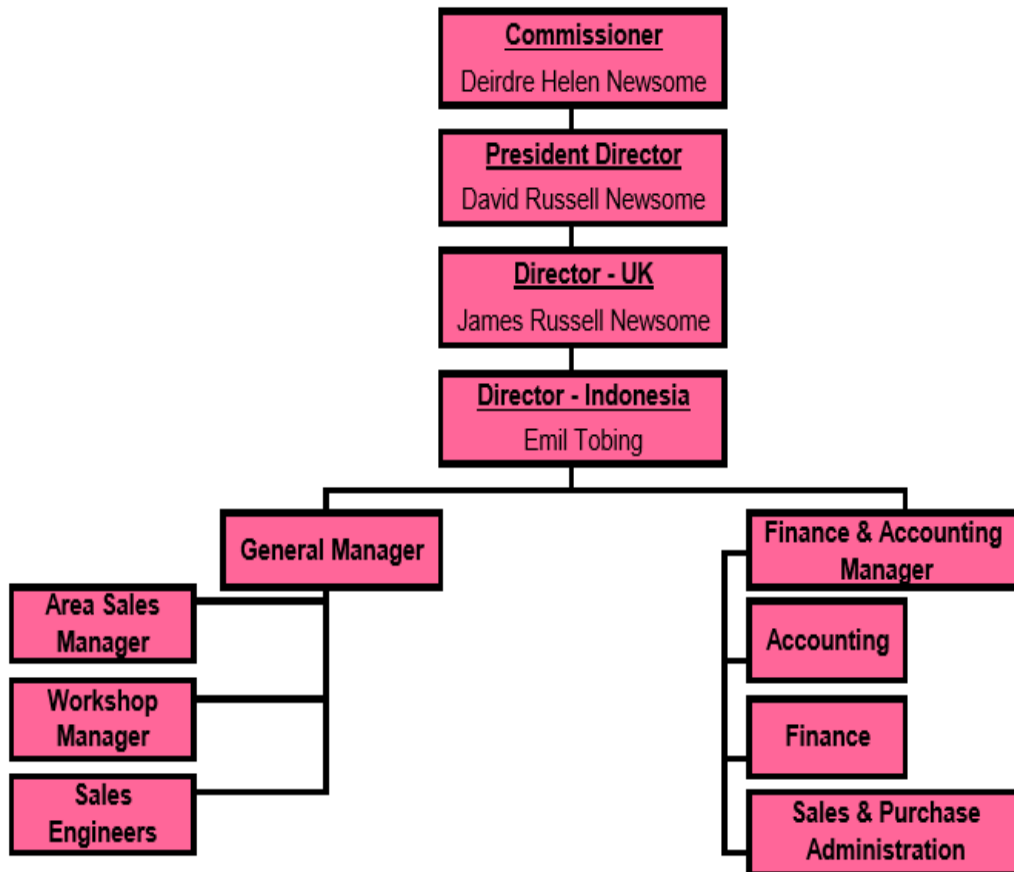 Commissioner
Deirdre Helen Newsome
President Director
David Russell Newsome
Director - UK
James Russell Newsome
Director - Indonesia
Emil Tobing
General Manager
Area Sales
Manager
Workshop
Manager
Sales
Engineers
Finance & Accounting
Manager
Accounting
Finance
Sales & Purchase
Administration